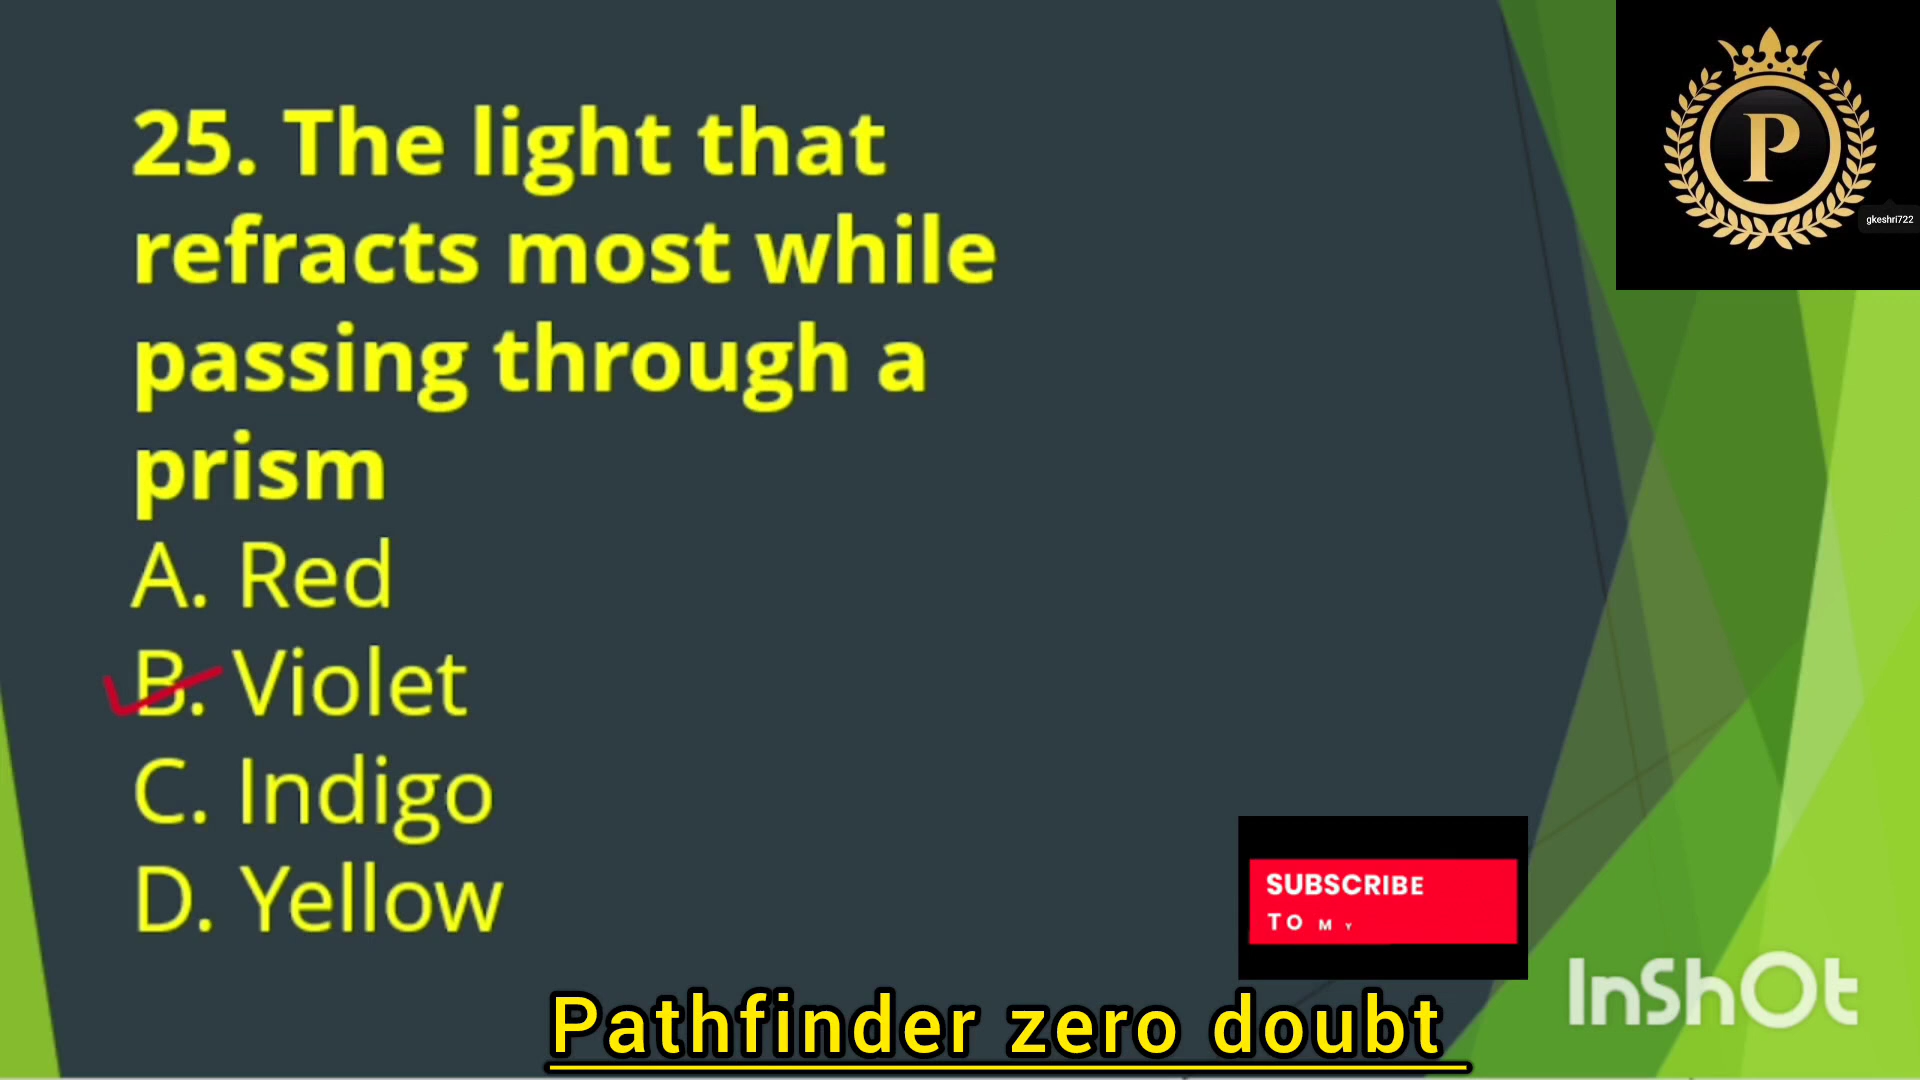 25. The light that
refracts most while
passing through a
prism
A. Red
B. Violet
C. Indigo
D. Yellow
P
gkeshri722
SUBSCRIBE
TO MY
Pathfinder zero doubt
InShOt